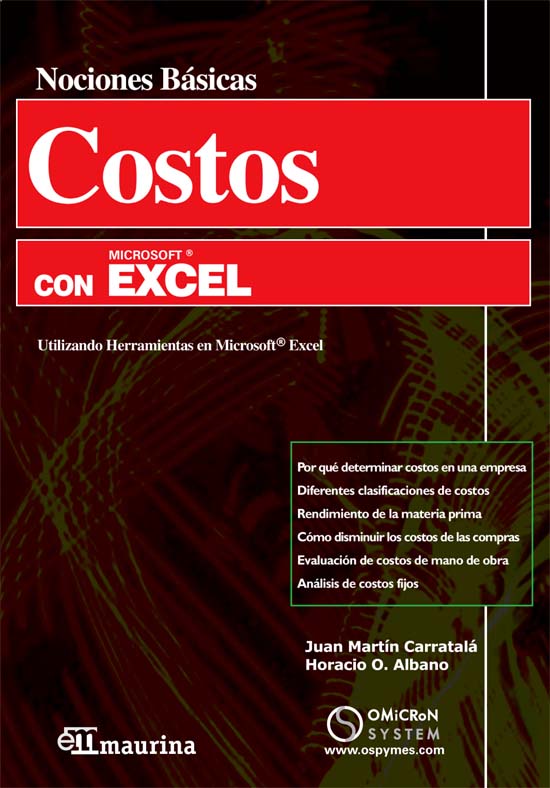 Nociones Básicas
Costos
MICROSOFT ®
CON EXCEL
Utilizando Herramientas en Microsoft® Excel
Por qué determinar costos en una empresa
Diferentes clasificaciones de costos
Rendimiento de la materia prima
Cómo disminuir los costos de las compras
Evaluación de costos de mano de obra
Análisis de costos fijos
Juan Martín Carratalá
Horacio O. Albano
em maurina
OMiCRoN
SYSTEM
www.ospymes.com